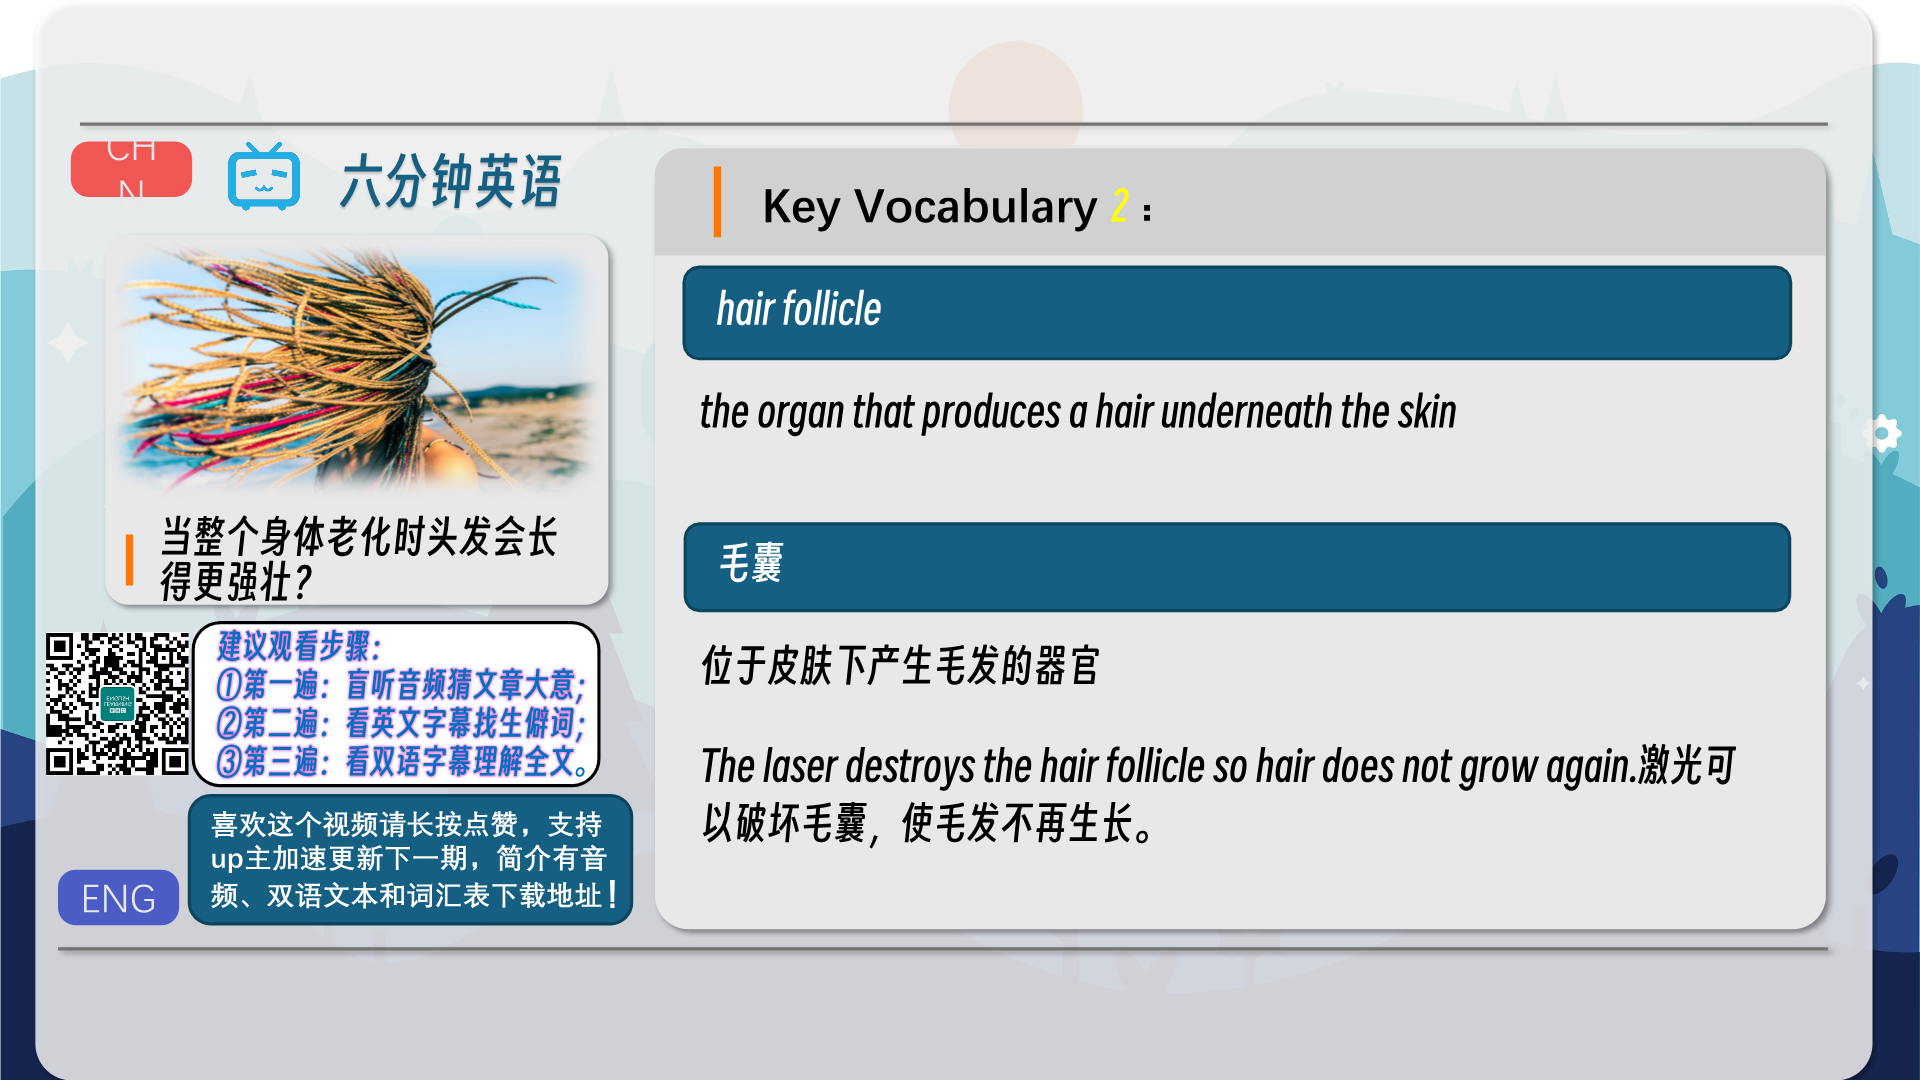 CH
N
六分钟英语
当整个身体老化时头发会长
得更强壮？
建议观看步骤：
①第一遍：盲听音频猜文章大意；
②第二遍：看英文字幕找生僻词；
③第三遍：看双语字幕理解全文。
喜欢这个视频请长按点赞，支持
up主加速更新下一期，简介有音
频、双语文本和词汇表下载地址！
ENG
Key Vocabulary 2：
hair follicle
the organ that produces a hair underneath the skin
毛囊
位于皮肤下产生毛发的器官
The laser destroys the hair follicle so hair does not grow again.激光可
以破坏毛囊，使毛发不再生长。